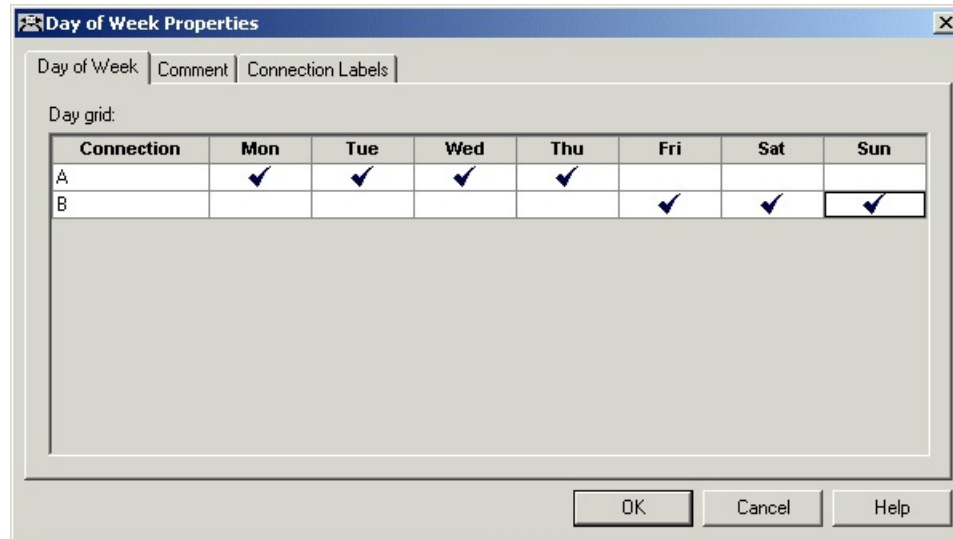 Day of Week Properties
Day of Week Comment Connection Labels
Day grid:
Connection Mon Tue Wed Thu Fri Sat Sun
A
B
OK Cancel Help